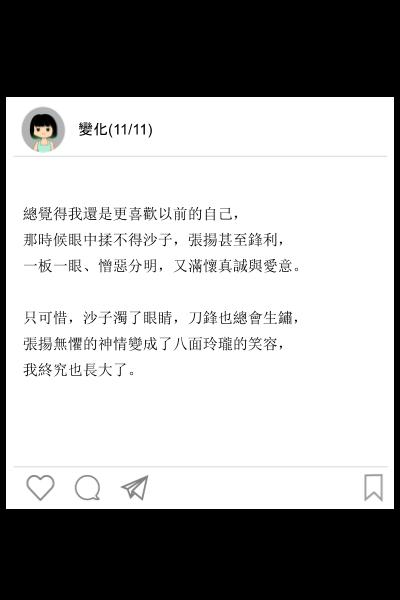 變化(11/11)
總覺得我還是更喜歡以前的自己，
那時候眼中揉不得沙子，張揚甚至鋒利，
一板一眼、憎惡分明，又滿懷真誠與愛意。
只可惜，沙子濁了眼睛，刀鋒也總會生鏽，
張揚無懼的神情變成了八面玲瓏的笑容，
我終究也長大了。